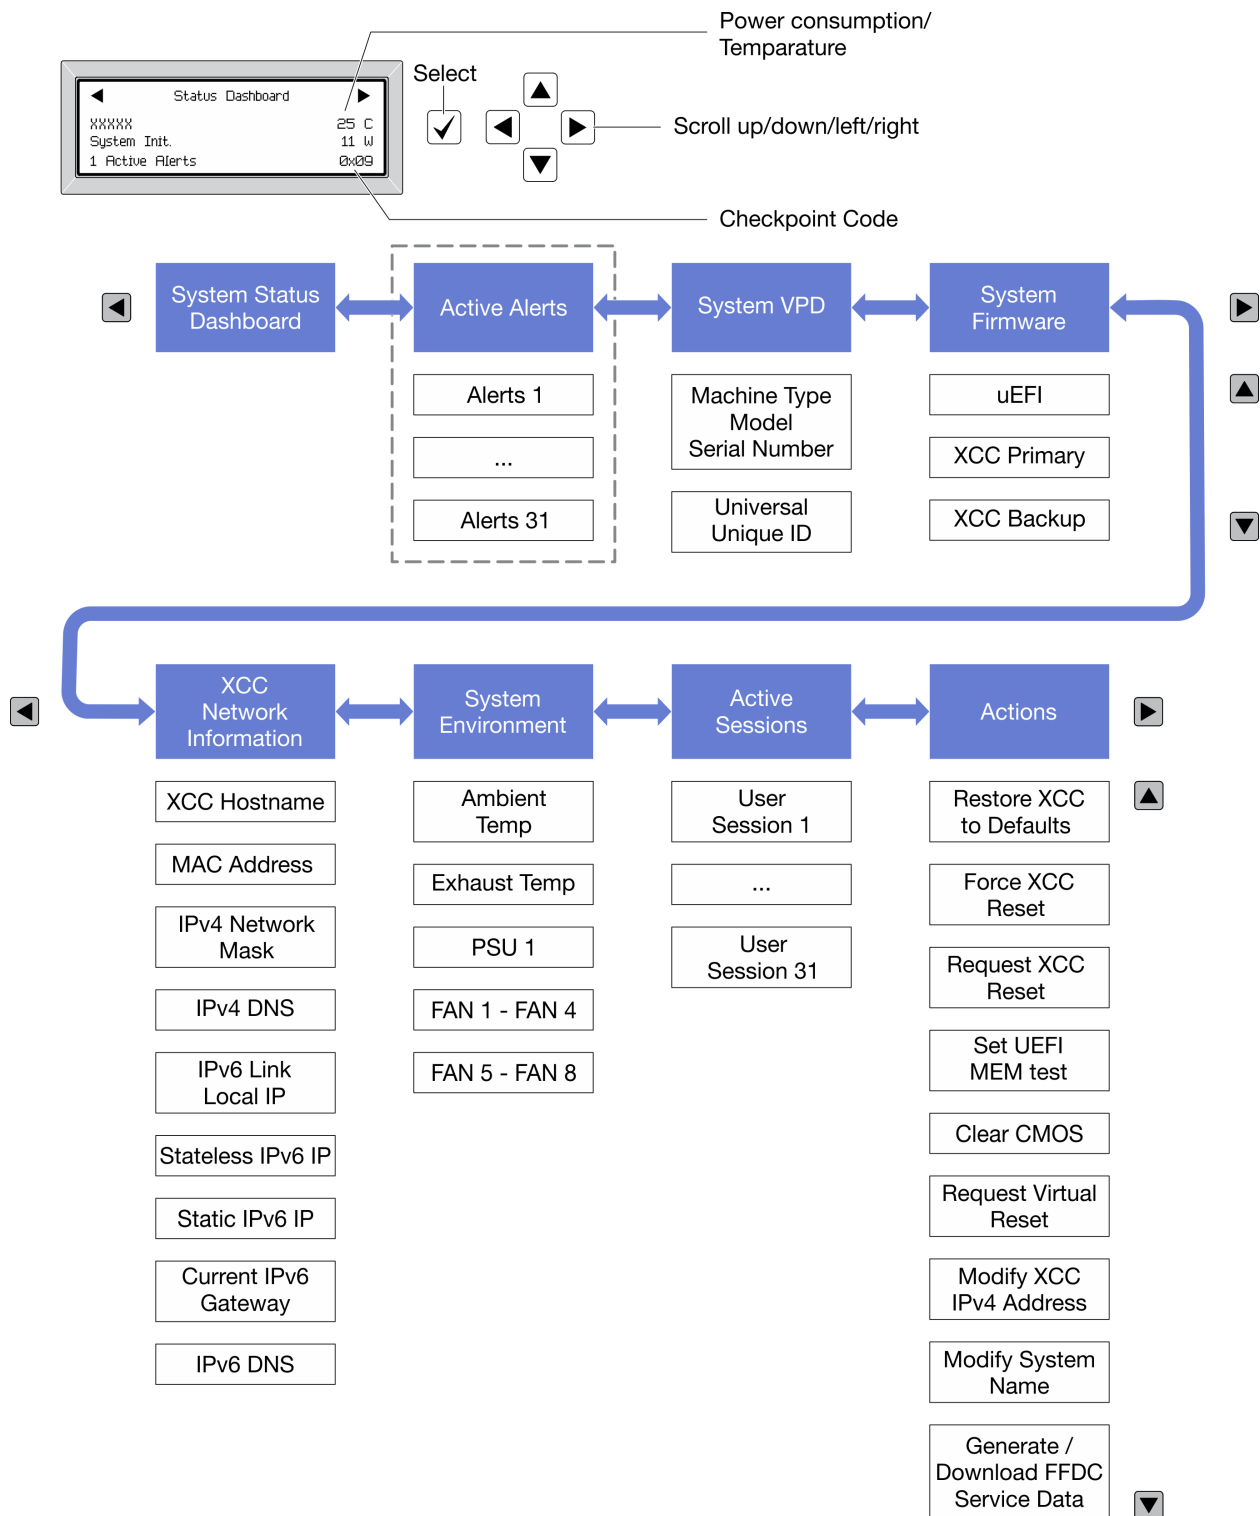 Power consumption/
Temparature
Select
Status Dashboard
XXXXX 25 C
System Init. 11 W
1 Active Alerts 0x09
Scroll up/down/left/right
Checkpoint Code
System Status
Dashboard
Active Alerts
System VPD
System
Firmware
Alerts 1
...
Alerts 31
Machine Type
Model
Serial Number
Universal
Unique ID
uEFI
XCC Primary
XCC Backup
XCC
Network
Information
System
Environment
Active
Sessions
Actions
XCC Hostname
MAC Address
IPv4 Network
Mask
IPv4 DNS
IPv6 Link
Local IP
Stateless IPv6 IP
Static IPv6 IP
Current IPv6
Gateway
IPv6 DNS
Ambient
Temp
Exhaust Temp
PSU 1
FAN 1 - FAN 4
FAN 5 - FAN 8
User
Session 1
...
User
Session 31
Restore XCC
to Defaults
Force XCC
Reset
Request XCC
Reset
Set UEFI
MEM test
Clear CMOS
Request Virtual
Reset
Modify XCC
IPv4 Address
Modify System
Name
Generate /
Download FFDC
Service Data